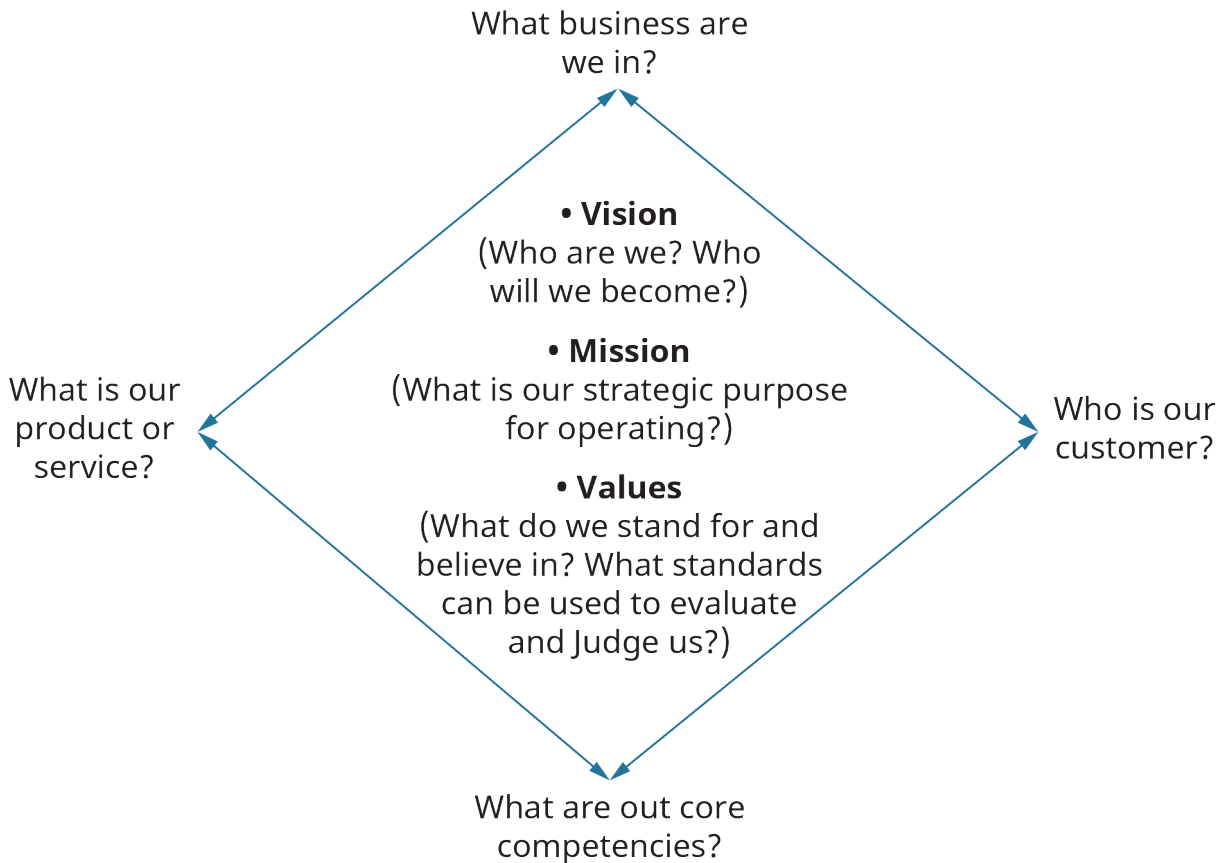 What business are
we in?
• Vision
(Who are we? Who
will we become?)
• Mission
(What is our strategic purpose
for operating?)
What is our
product or
service?
Who is our
customer?
• Values
(What do we stand for and
believe in? What standards
can be used to evaluate
and Judge us?)
What are out core
competencies?